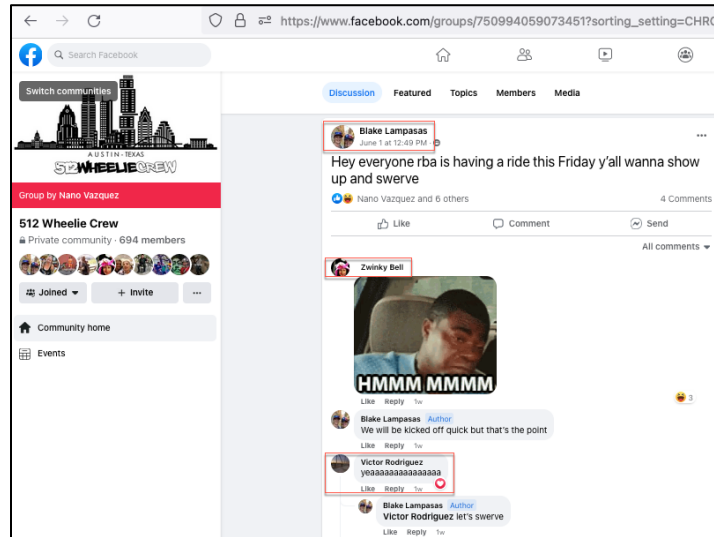 https://www.facebook.com/groups/750994059073451?sorting_setting=CHRO
Search Facebook
Switch communities
AUSTIN-TEXAS
512WHEELIECREW
Group by Nano Vazquez
512 Wheelie Crew
Private community · 694 members
Joined
+ Invite
...
Community home
Events
Discussion Featured Topics Members Media
Blake Lampasas
June 1 at 12:49 PM ·
...
Hey everyone rba is having a ride this Friday y'all wanna show
up and swerve
Nano Vazquez and 6 others 4 Comments
Like Comment Send
All comments
Zwinky Bell
HMMM MMMM
Like Reply 1w 3
Blake Lampasas Author
We will be kicked off quick but that's the point
Like Reply 1w
Victor Rodriguez
yeaaaaaaaaaaaaaaa
Like Reply 1w
Blake Lampasas Author
Victor Rodriguez let's swerve
Like Reply 1w